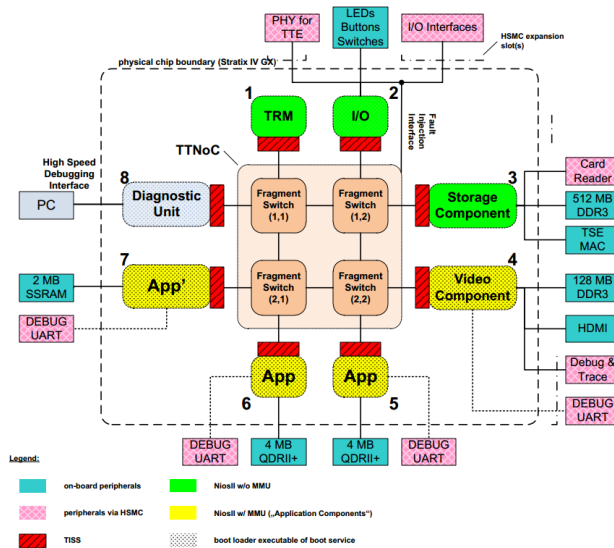 PHY for
TTE
LEDs
Buttons
Switches
I/O Interfaces
HSMC expansion
slot(s)
physical chip boundary (Stratix IV GX)
1
TRM
2
I/O
Fault
Injection
Interface
TTNoC
High Speed
Debugging
Interface
PC
8
Diagnostic
Unit
Fragment
Switch
(1,1)
Fragment
Switch
(1,2)
3
Storage
Component
Card
Reader
512 MB
DDR3
TSE
MAC
7
App'
2 MB
SSRAM
DEBUG
UART
Fragment
Switch
(2,1)
Fragment
Switch
(2,2)
4
Video
Component
128 MB
DDR3
HDMI
Debug &
Trace
DEBUG
UART
App
6
App
5
DEBUG
UART
4 MB
QDRII+
4 MB
QDRII+
DEBUG
UART
Legend:
on-board peripherals
NiosII w/o MMU
peripherals via HSMC
NiosII w/ MMU („Application Components“)
TISS
boot loader executable of boot service